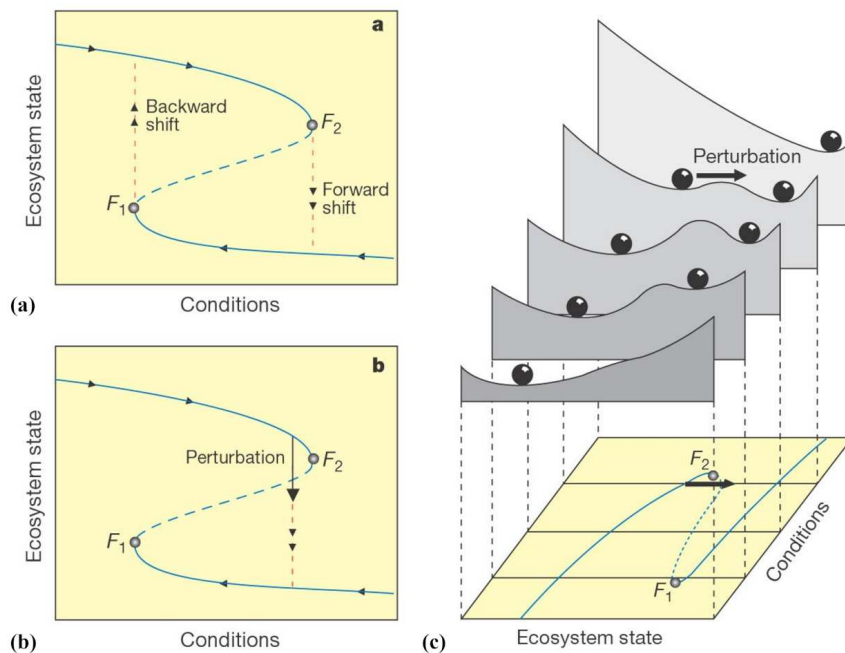 a
Ecosystem state
Backward
shift
F2
Forward
shift
F1
(a)
Conditions
b
Ecosystem state
Perturbation
F2
F1
(b)
Conditions
Perturbation
F2
F1
Conditions
(c)
Ecosystem state